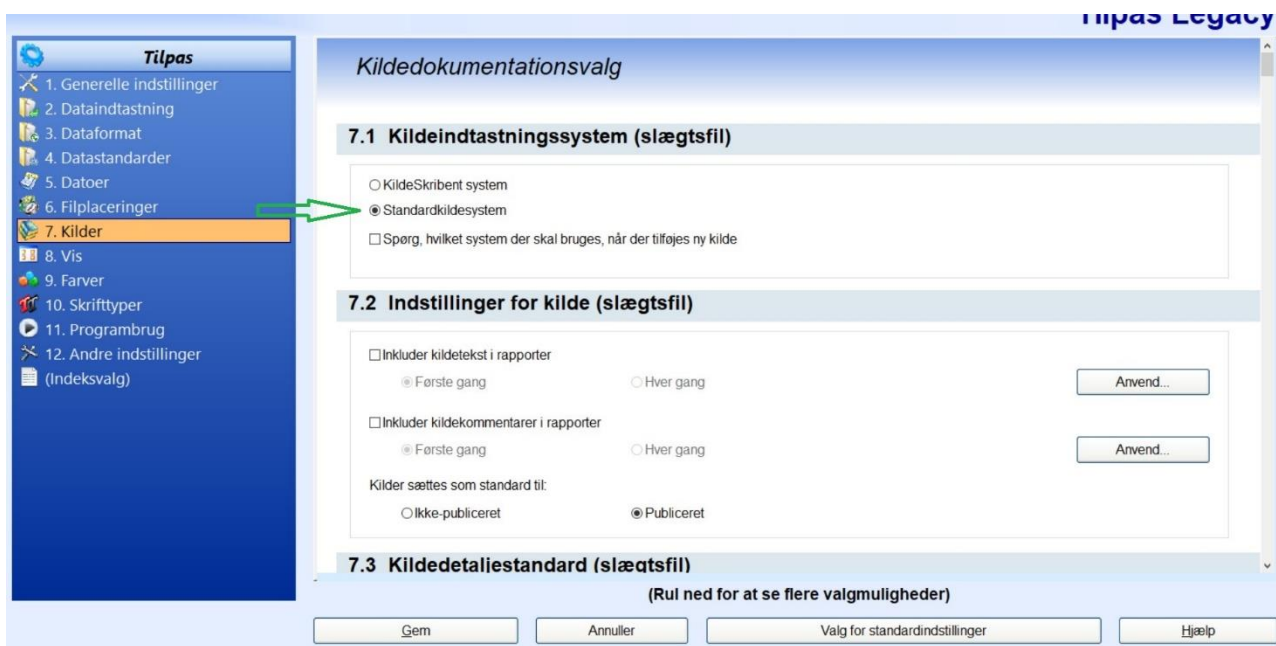 Tilpas Legacy
Tilpas
1. Generelle indstillinger
2. Dataindtastning
3. Dataformat
4. Datastandarder
5. Datoer
6. Filplaceringer
7. Kilder
8. Vis
9. Farver
10. Skrifttyper
11. Programbrug
12. Andre indstillinger
(Indeksvalg)
Kildedokumentationsvalg
7.1 Kildeindtastningssystem (slægtsfil)
KildeSkribent system
Standardkildesystem
Spørg, hvilket system der skal bruges, når der tilføjes ny kilde
7.2 Indstillinger for kilde (slægtsfil)
Inkluder kildetekst i rapporter
Første gang Hver gang Anvend...
Inkluder kildekommentarer i rapporter
Første gang Hver gang Anvend...
Kilder sættes som standard til:
Ikke-publiceret Publiceret
7.3 Kildedetaljestandard (slægtsfil)
(Rul ned for at se flere valgmuligheder)
Gem Annuller Valg for standardindstillinger Hjælp